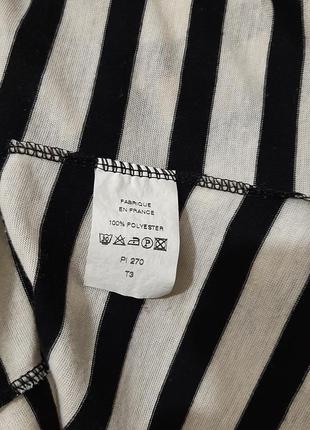 FABRIQUE
EN FRANCE
100% POLYESTER
PI 270
T3